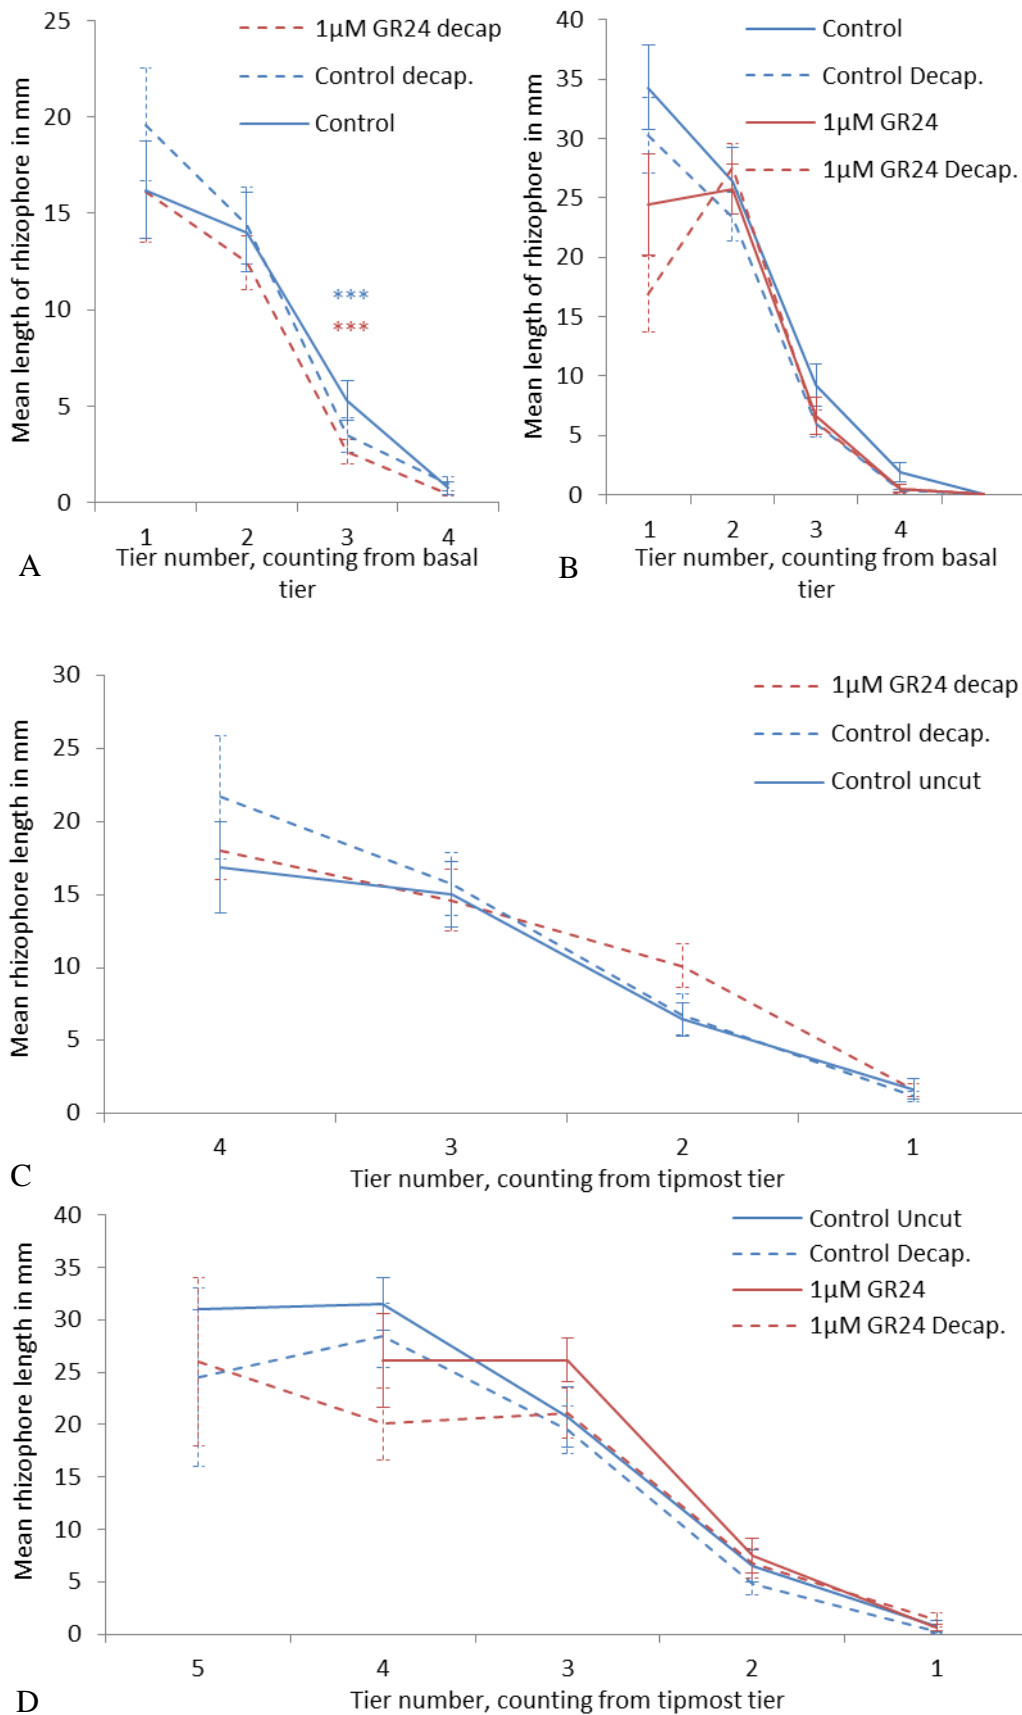 25
20
15
10
5
0
Mean length of rhizophore in mm
1µM GR24 decap
Control decap.
Control
***
***
1
2
3
4
Tier number, counting from basal
tier
A
40
35
30
25
20
15
10
5
0
Mean length of rhizophore in mm
Control
Control Decap.
1µM GR24
1µM GR24 Decap.
1
2
3
4
Tier number, counting from basal
tier
B
30
25
20
15
10
5
0
Mean rhizophore length in mm
1µM GR24 decap
Control decap.
Control uncut
4
3
2
1
Tier number, counting from tipmost tier
C
40
35
30
25
20
15
10
5
0
Mean rhizophore length in mm
Control Uncut
Control Decap.
1µM GR24
1µM GR24 Decap.
5
4
3
2
1
Tier number, counting from tipmost tier
D